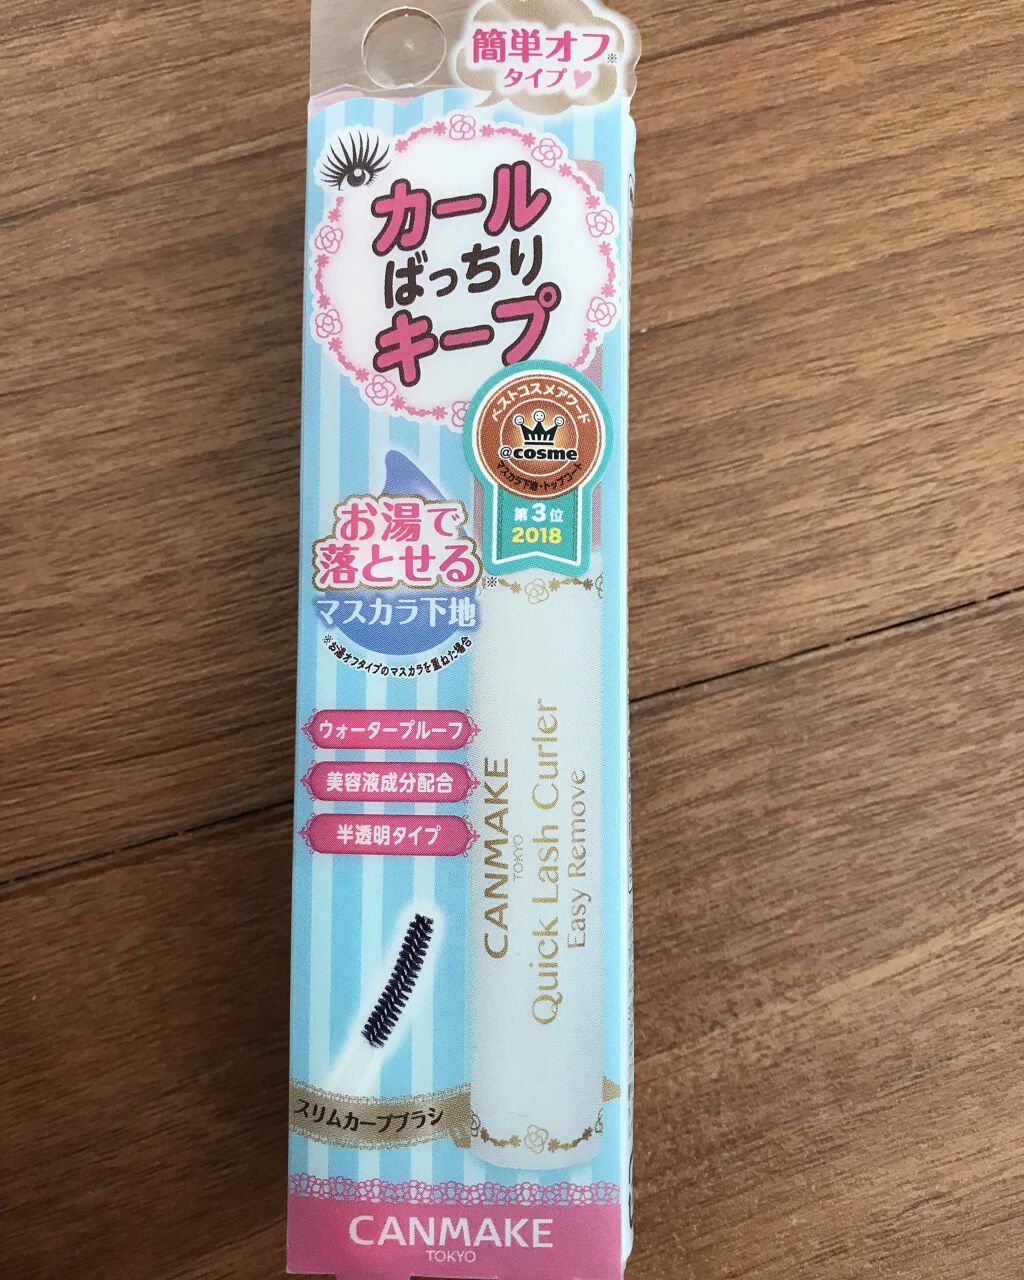 簡単オフ※
タイプ♥
カール
ばっちり
キープ
ベストコスメアワード
@cosme
マスカラ下地・トップコート
第3位
2018
お湯で
落とせる※
マスカラ下地
※お湯オフタイプのマスカラを重ねた場合
ウォータープルーフ
美容液成分配合
半透明タイプ
CANMAKE
TOKYO
Quick Lash Curler
Easy Remove
スリムカーブブラシ
CANMAKE
TOKYO